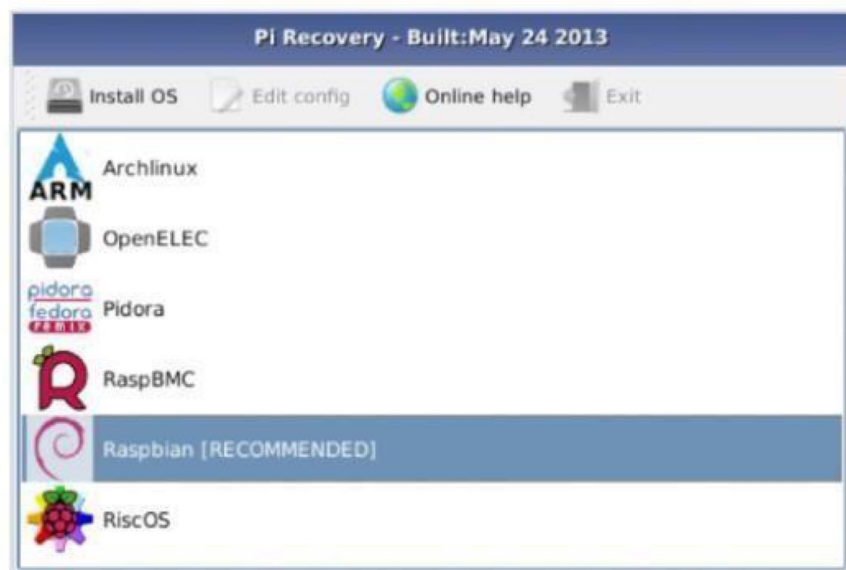 Pi Recovery - Built:May 24 2013
Install OS Edit config Online help Exit
ARM Archlinux
OpenELEC
pidora
fedora Pidora
remix
RaspBMC
Raspbian [RECOMMENDED]
RiscOS